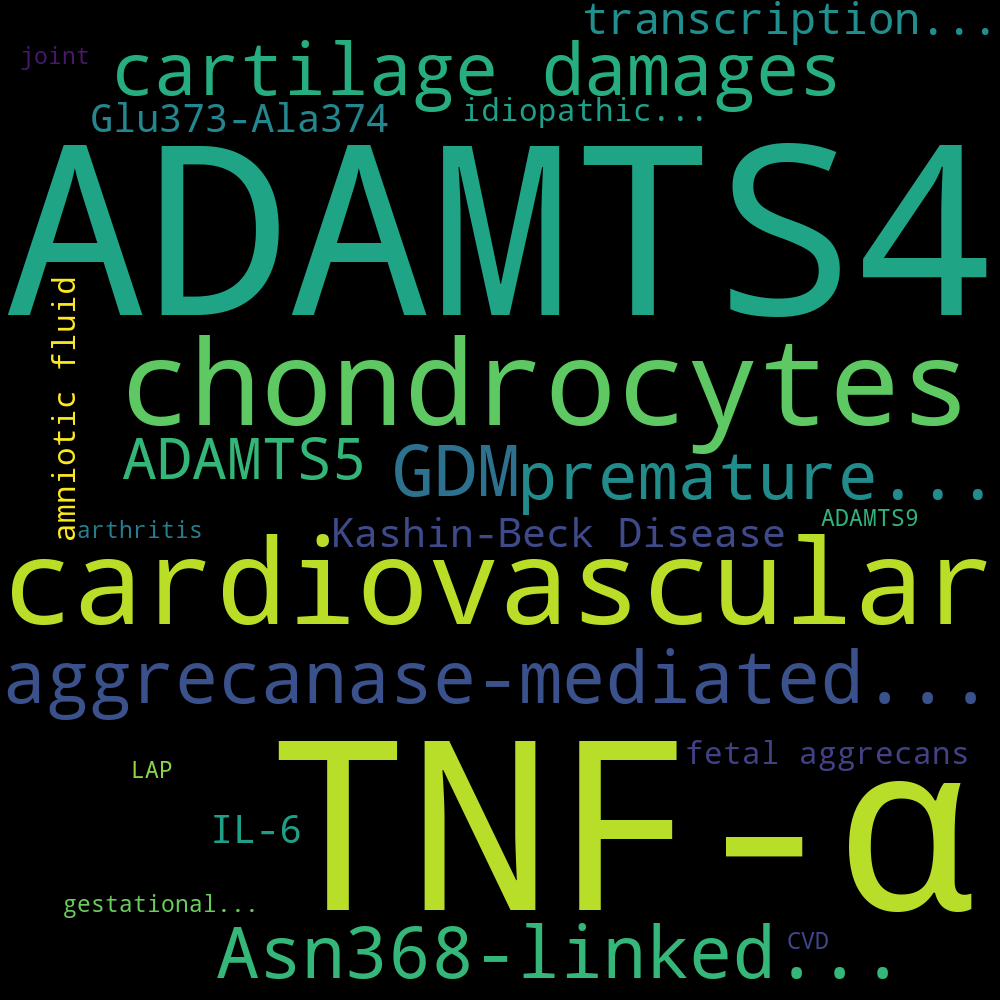 transcription...
joint
cartilage damages
Glu373-Ala374
idiopathic...
ADAMTS4
amniotic fluid
chondrocytes
ADAMTS5
GDM
premature...
arthritis
Kashin-Beck Disease
ADAMTS9
cardiovascular
aggrecanase-mediated...
TNF-α
fetal aggrecans
LAP
IL-6
gestational...
Asn368-linked...
CVD